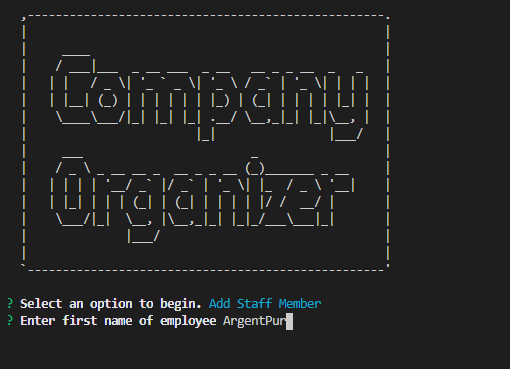 Company
Organizer
? Select an option to begin. Add Staff Member
? Enter first name of employee ArgentPur